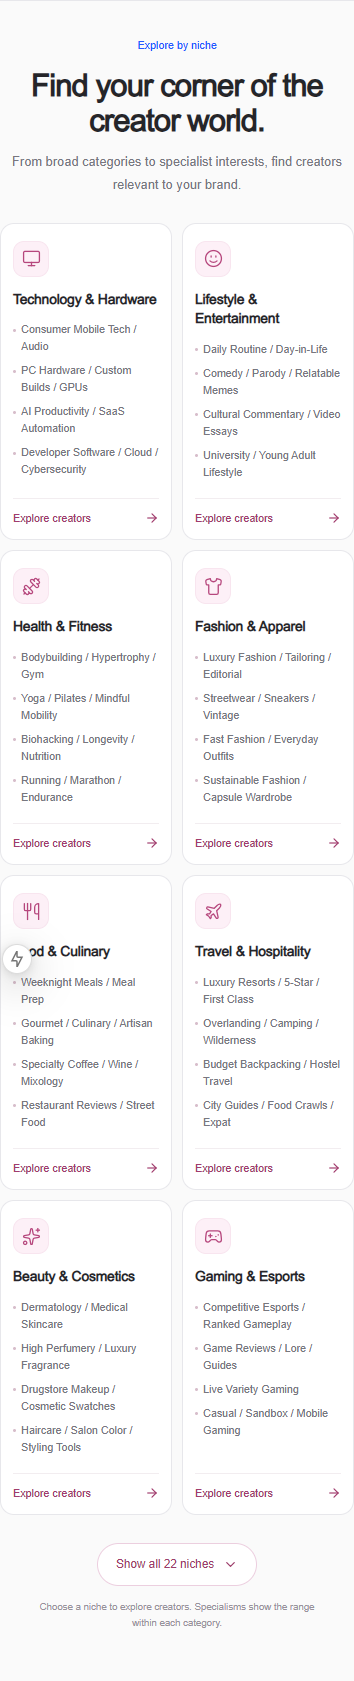 Explore by niche
Find your corner of the
creator world.
From broad categories to specialist interests, find creators
relevant to your brand.
Technology & Hardware
Consumer Mobile Tech /
Audio
PC Hardware / Custom
Builds / GPUs
AI Productivity / SaaS
Automation
Developer Software / Cloud /
Cybersecurity
Explore creators
Lifestyle &
Entertainment
Daily Routine / Day-in-Life
Comedy / Parody / Relatable
Memes
Cultural Commentary / Video
Essays
University / Young Adult
Lifestyle
Explore creators
Health & Fitness
Bodybuilding / Hypertrophy /
Gym
Yoga / Pilates / Mindful
Mobility
Biohacking / Longevity /
Nutrition
Running / Marathon /
Endurance
Explore creators
Fashion & Apparel
Luxury Fashion / Tailoring /
Editorial
Streetwear / Sneakers /
Vintage
Fast Fashion / Everyday
Outfits
Sustainable Fashion /
Capsule Wardrobe
Explore creators
& Culinary
Weeknight Meals / Meal
Prep
Gourmet / Culinary / Artisan
Baking
Specialty Coffee / Wine /
Mixology
Restaurant Reviews / Street
Food
Explore creators
Travel & Hospitality
Luxury Resorts / 5-Star /
First Class
Overlanding / Camping /
Wilderness
Budget Backpacking / Hostel
Travel
City Guides / Food Crawls /
Expat
Explore creators
Beauty & Cosmetics
Dermatology / Medical
Skincare
High Perfumery / Luxury
Fragrance
Drugstore Makeup /
Cosmetic Swatches
Haircare / Salon Color /
Styling Tools
Explore creators
Gaming & Esports
Competitive Esports /
Ranked Gameplay
Game Reviews / Lore /
Guides
Live Variety Gaming
Casual / Sandbox / Mobile
Gaming
Explore creators
Show all 22 niches
Choose a niche to explore creators. Specialisms show the range
within each category.